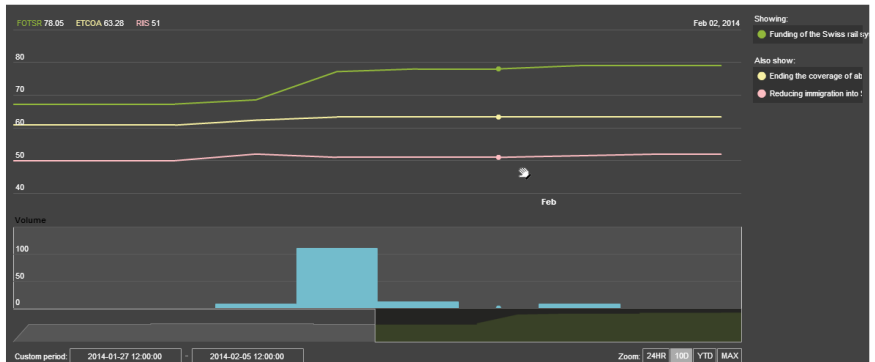 FOTSR 78.05 ETCOA 63.28 RIIS 51 Feb 02, 2014
Showing:
Funding of the Swiss rail sy
Also show:
Ending the coverage of ab
Reducing immigration into
80
70
60
50
40
Feb
Volume
100
50
0
Custom period: 2014-01-27 12:00:00 - 2014-02-05 12:00:00 Zoom: 24HR 10D YTD MAX